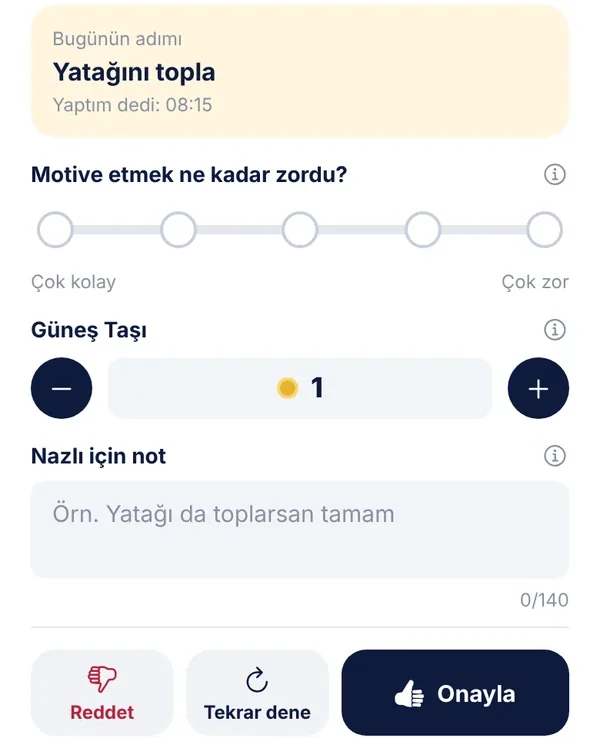 Bugünün adımı
Yatağını topla
Yaptım dedi: 08:15
Motive etmek ne kadar zordu?
Çok kolay
Çok zor
Güneş Taşı
1
Nazlı için not
Örn. Yatağı da toplarsan tamam
0/140
Reddet
Tekrar dene
Onayla